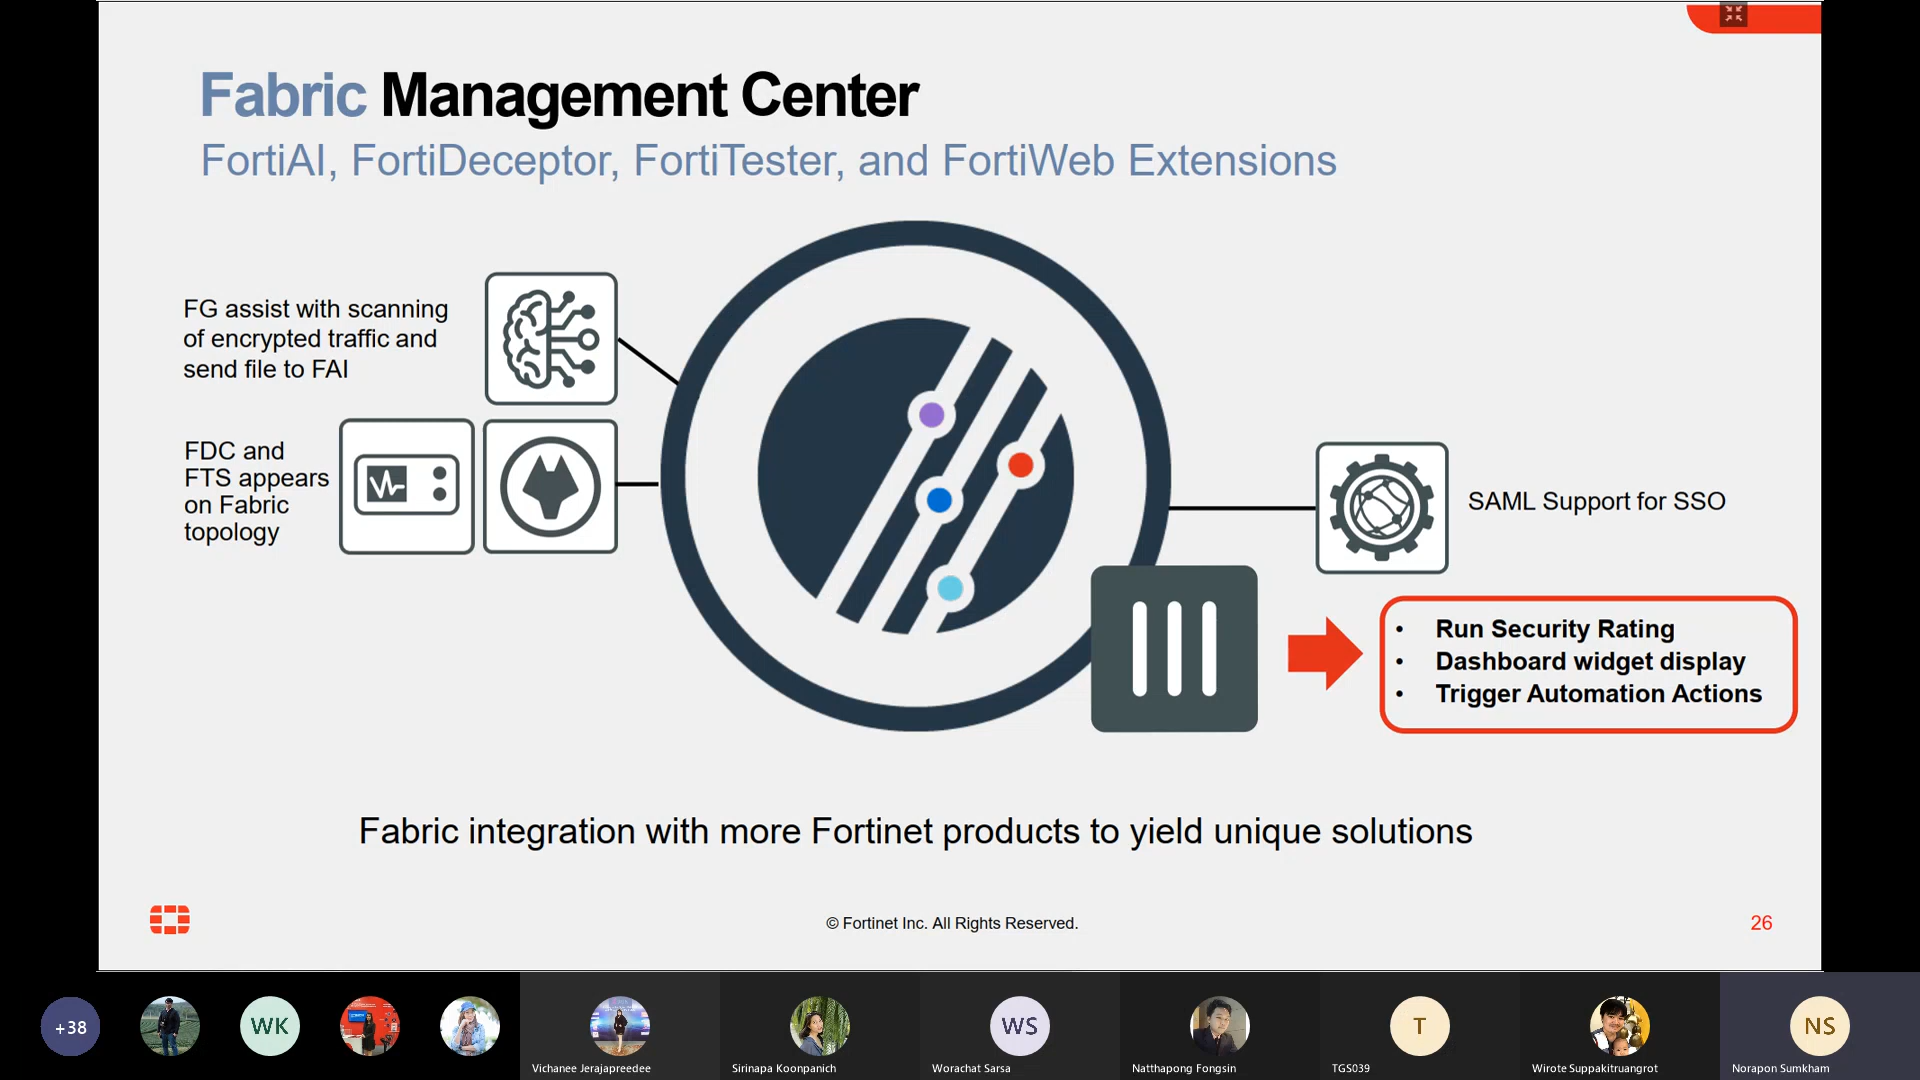 Fabric Management Center
FortiAI, FortiDeceptor, FortiTester, and FortiWeb Extensions
FG assist with scanning
of encrypted traffic and
send file to FAI
FDC and
FTS appears
on Fabric
topology
SAML Support for SSO
• Run Security Rating
• Dashboard widget display
• Trigger Automation Actions
Fabric integration with more Fortinet products to yield unique solutions
© Fortinet Inc. All Rights Reserved.
26
+38
WK
WS
T
NS
Vichanee Jerajapreedee
Sirinapa Koonpanich
Worachat Sarsa
Natthapong Fongsin
TGS039
Wirote Suppakitruangrot
Norapon Sumkham